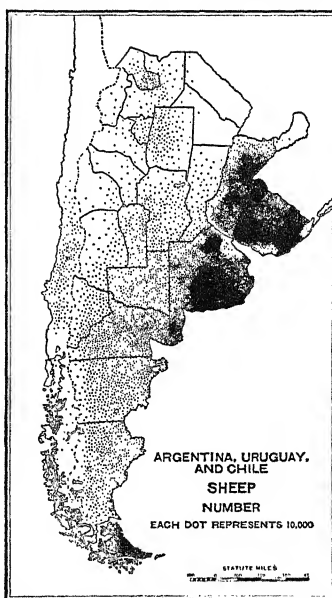 ARGENTINA, URUGUAY,
AND CHILE
SHEEP
NUMBER
EACH DOT REPRESENTS 10,000
STATUTE MILES